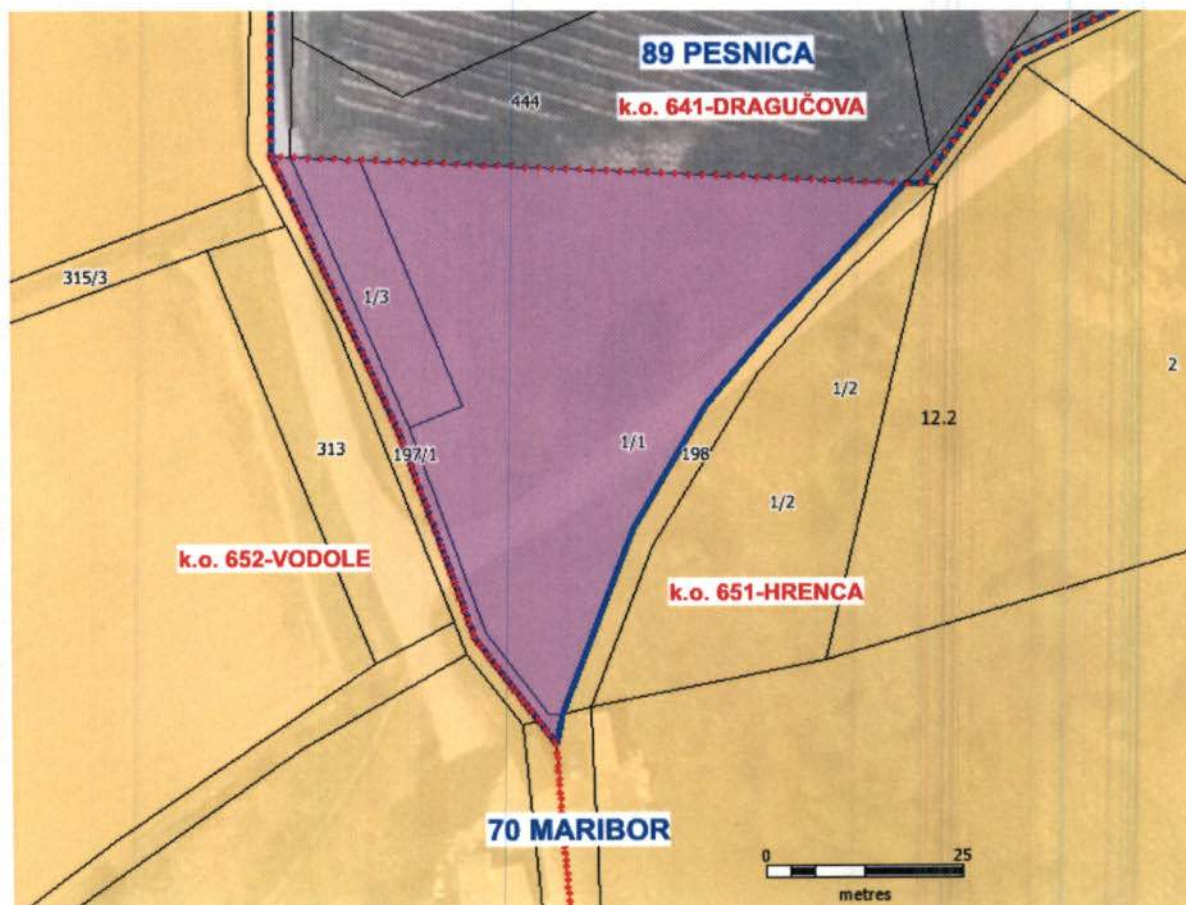 89 PESNICA
444
k.o. 641-DRAGUČOVA
315/3
1/3
2
1/2
12.2
313
197/1
1/1
198
1/2
k.o. 652-VODOLE
k.o. 651-HRENCA
70 MARIBOR
0 25
metres